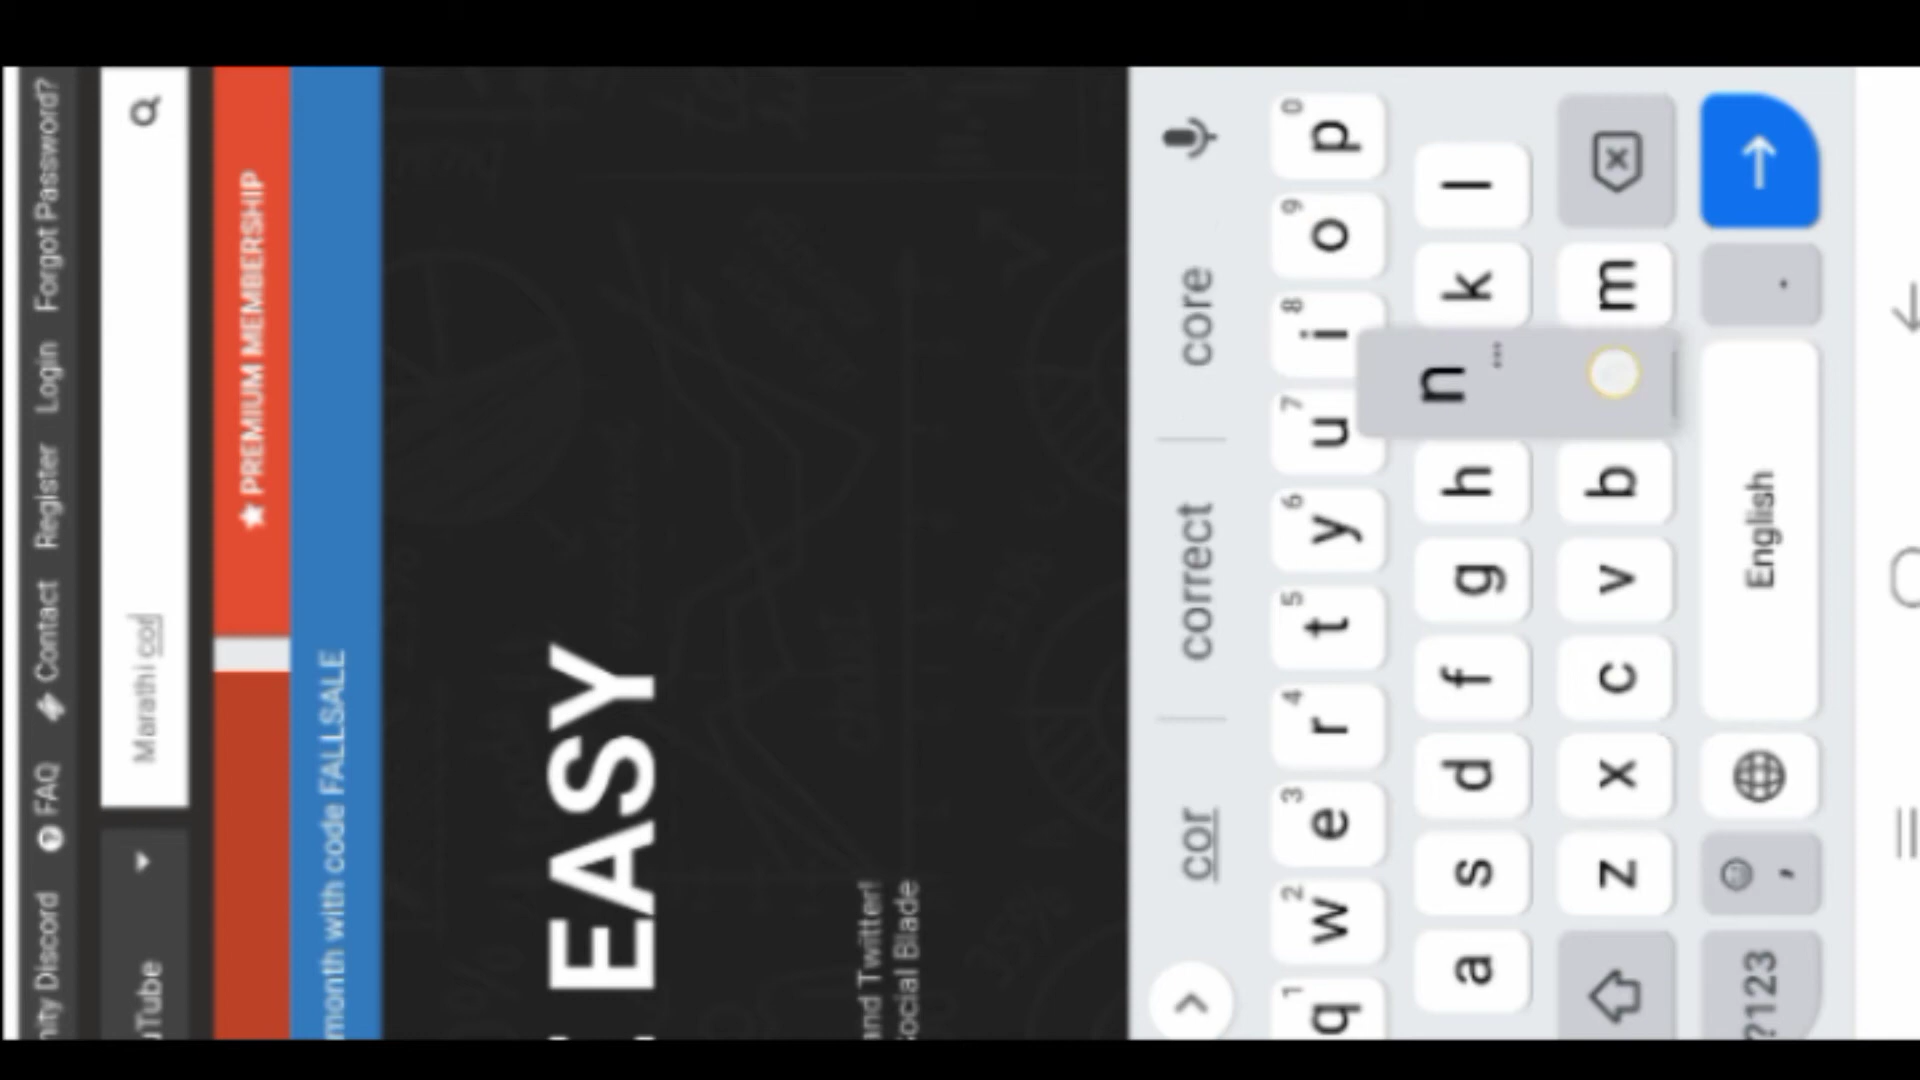 nity Discord FAQ Contact Register Login Forgot Password?
uTube Marathi cor
PREMIUM MEMBERSHIP
month with code FALLSALE
EASY
and Twitter!
Social Blade
cor correct core
q 1 w 2 e 3 r 4 t 5 y 6 u 7 i 8 o 9 p 0
a s d f g h k l
n
z x c v b m
?123 , English .